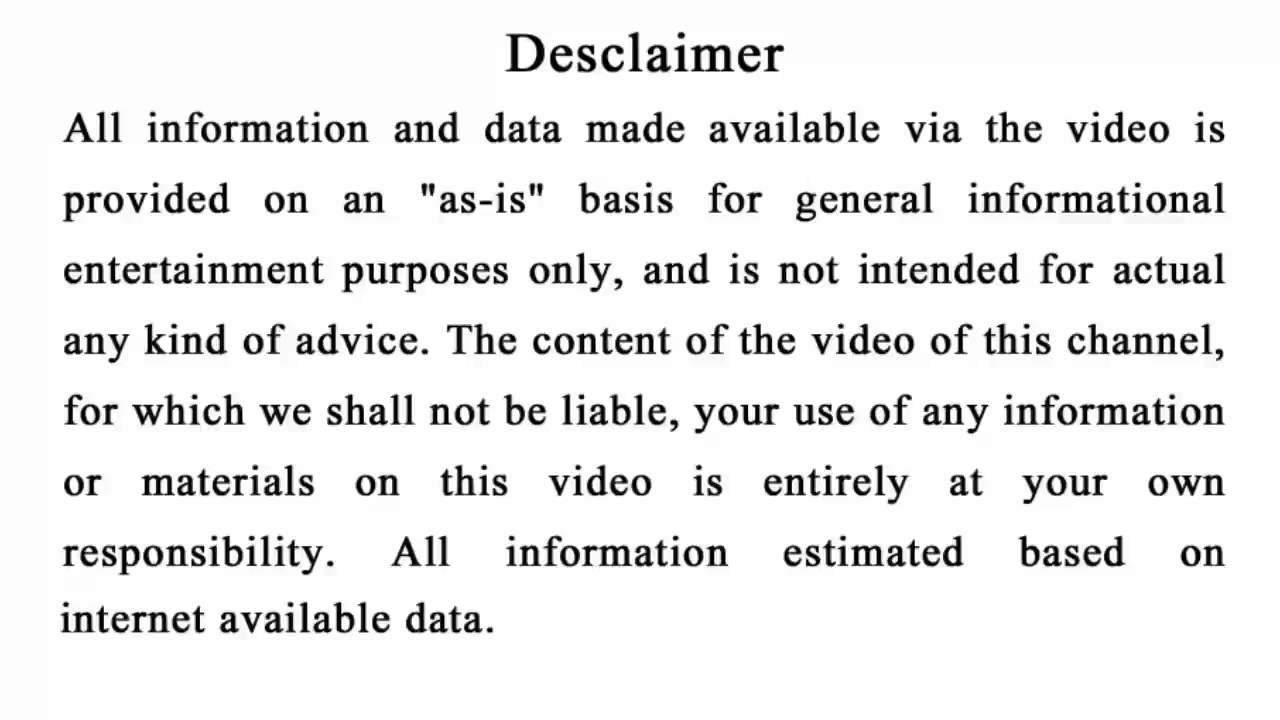 Desclaimer
All information and data made available via the video is
provided on an "as-is" basis for general informational
entertainment purposes only, and is not intended for actual
any kind of advice. The content of the video of this channel,
for which we shall not be liable, your use of any information
or materials on this video is entirely at your own
responsibility. All information estimated based on
internet available data.